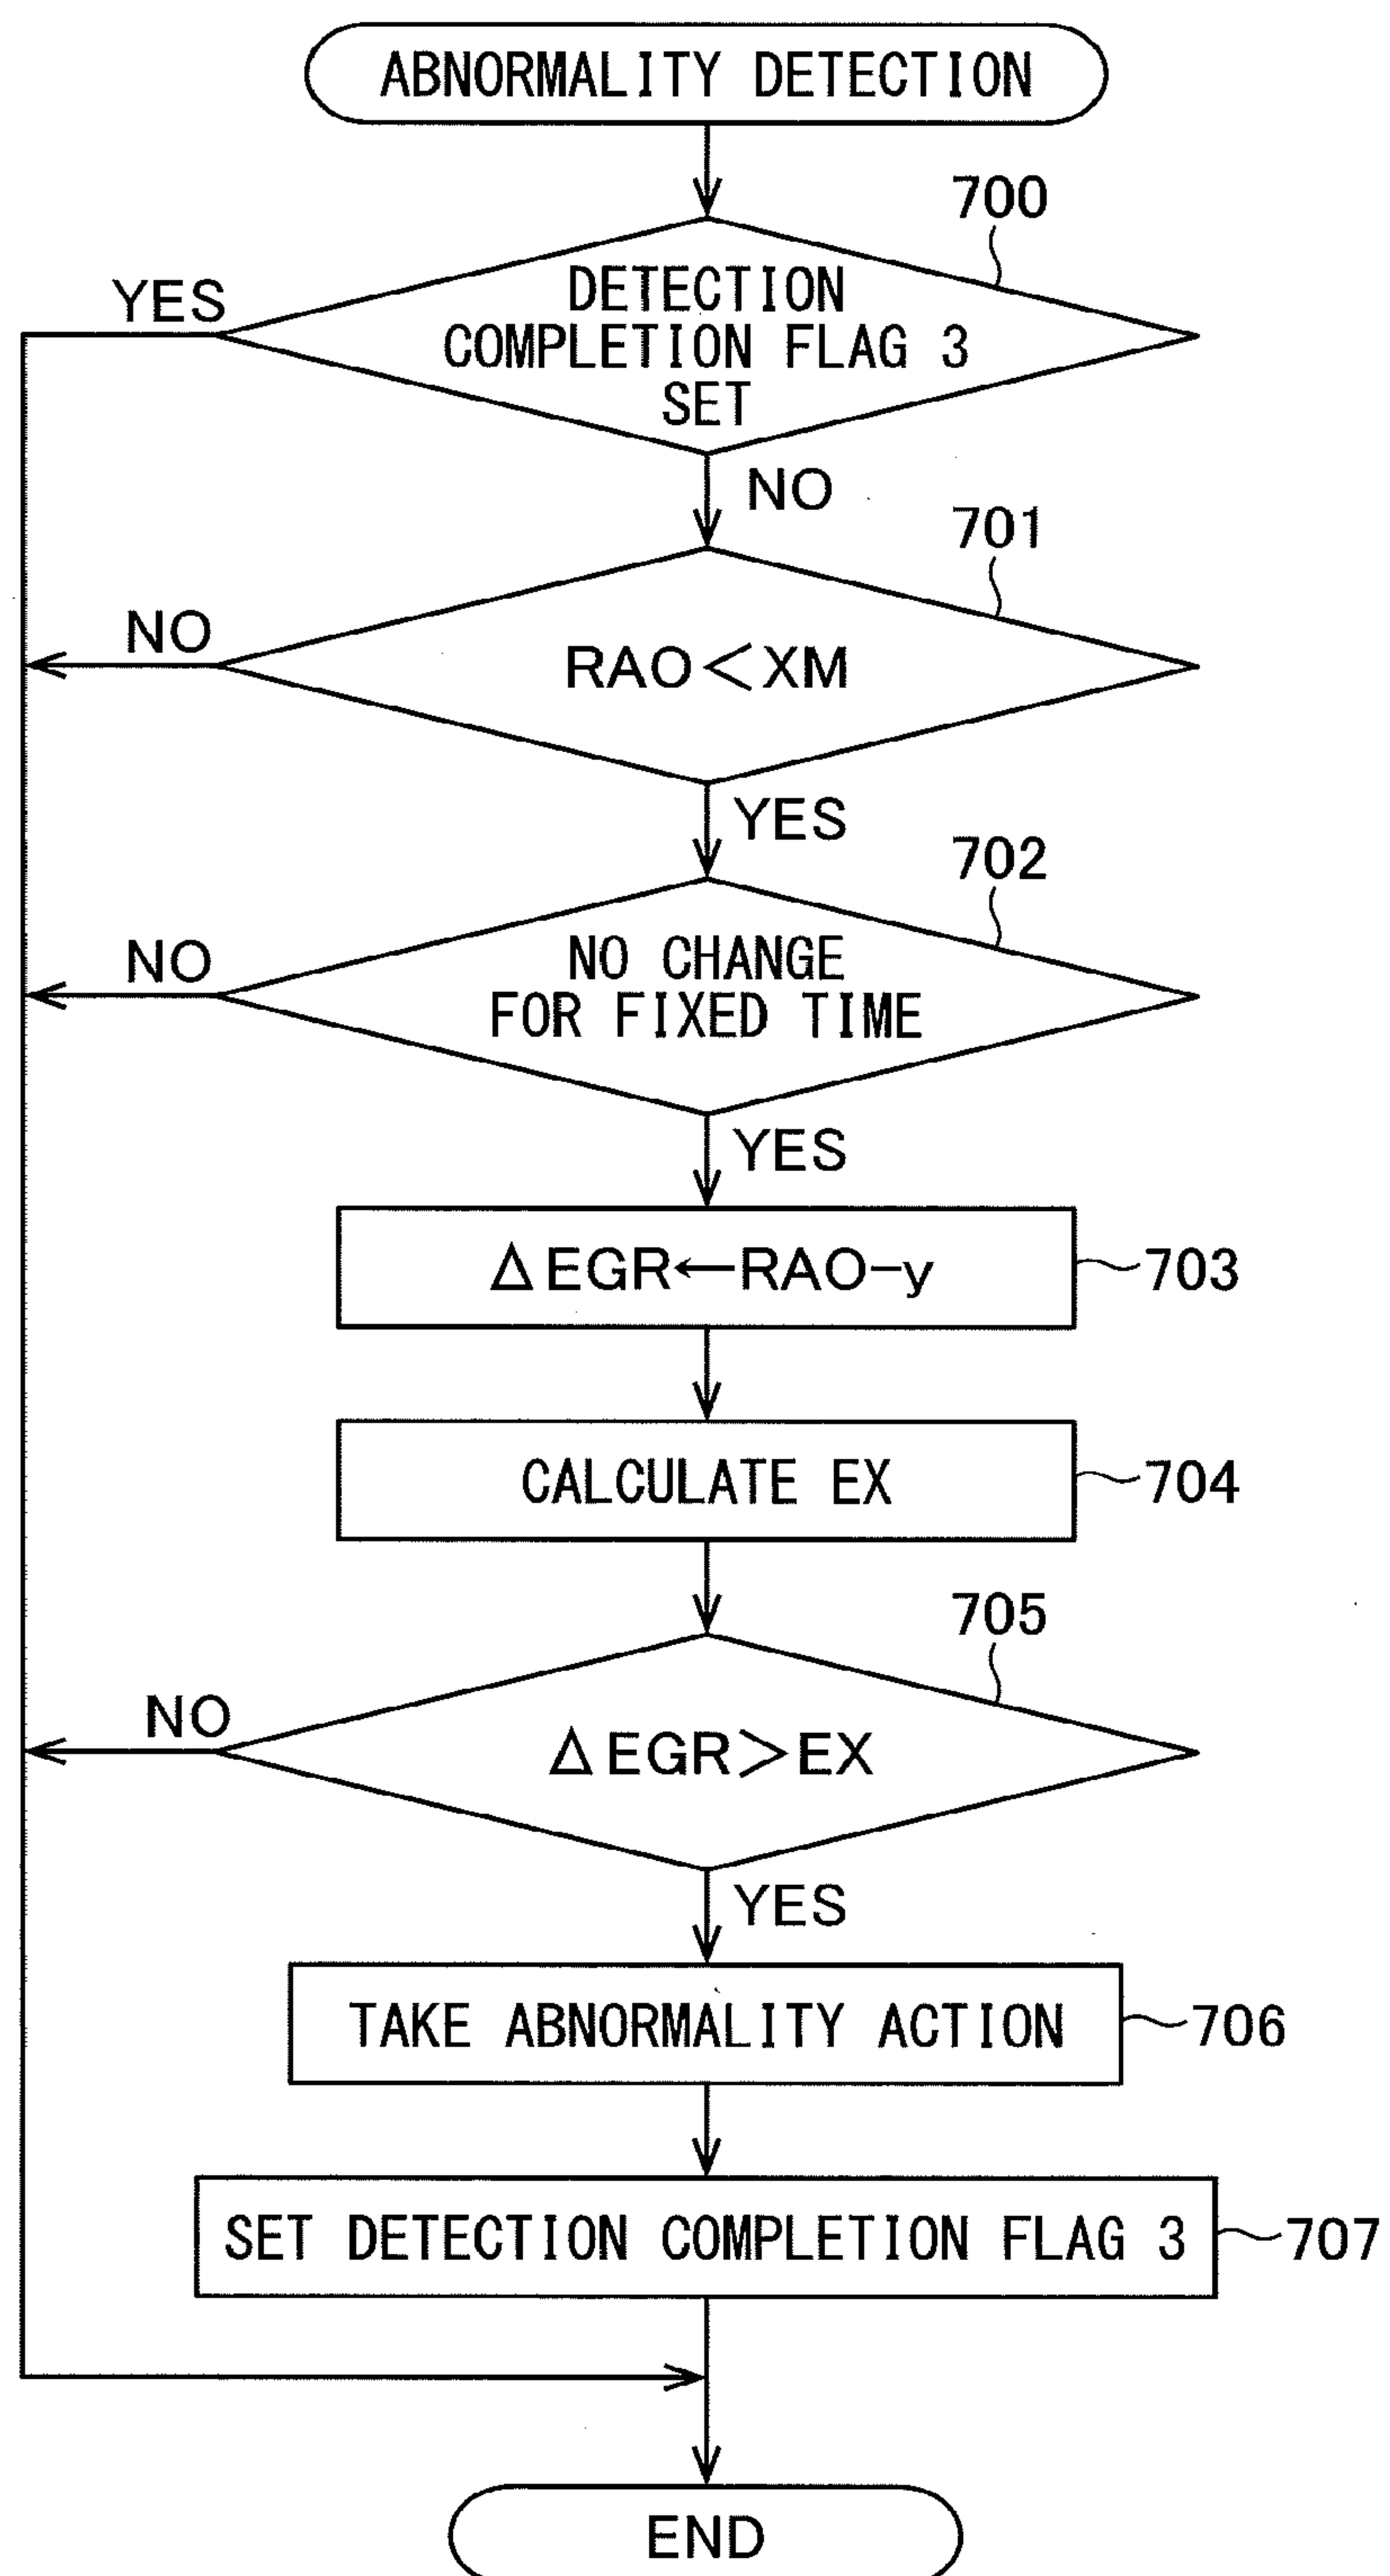 ABNORMALITY DETECTION
700
YES
DETECTION
COMPLETION FLAG 3
SET
NO
701
NO
RAO<XM
YES
702
NO
NO CHANGE
FOR FIXED TIME
YES
ΔEGR←RAO-y
703
CALCULATE EX
704
705
NO
ΔEGR>EX
YES
TAKE ABNORMALITY ACTION
706
SET DETECTION COMPLETION FLAG 3
707
END